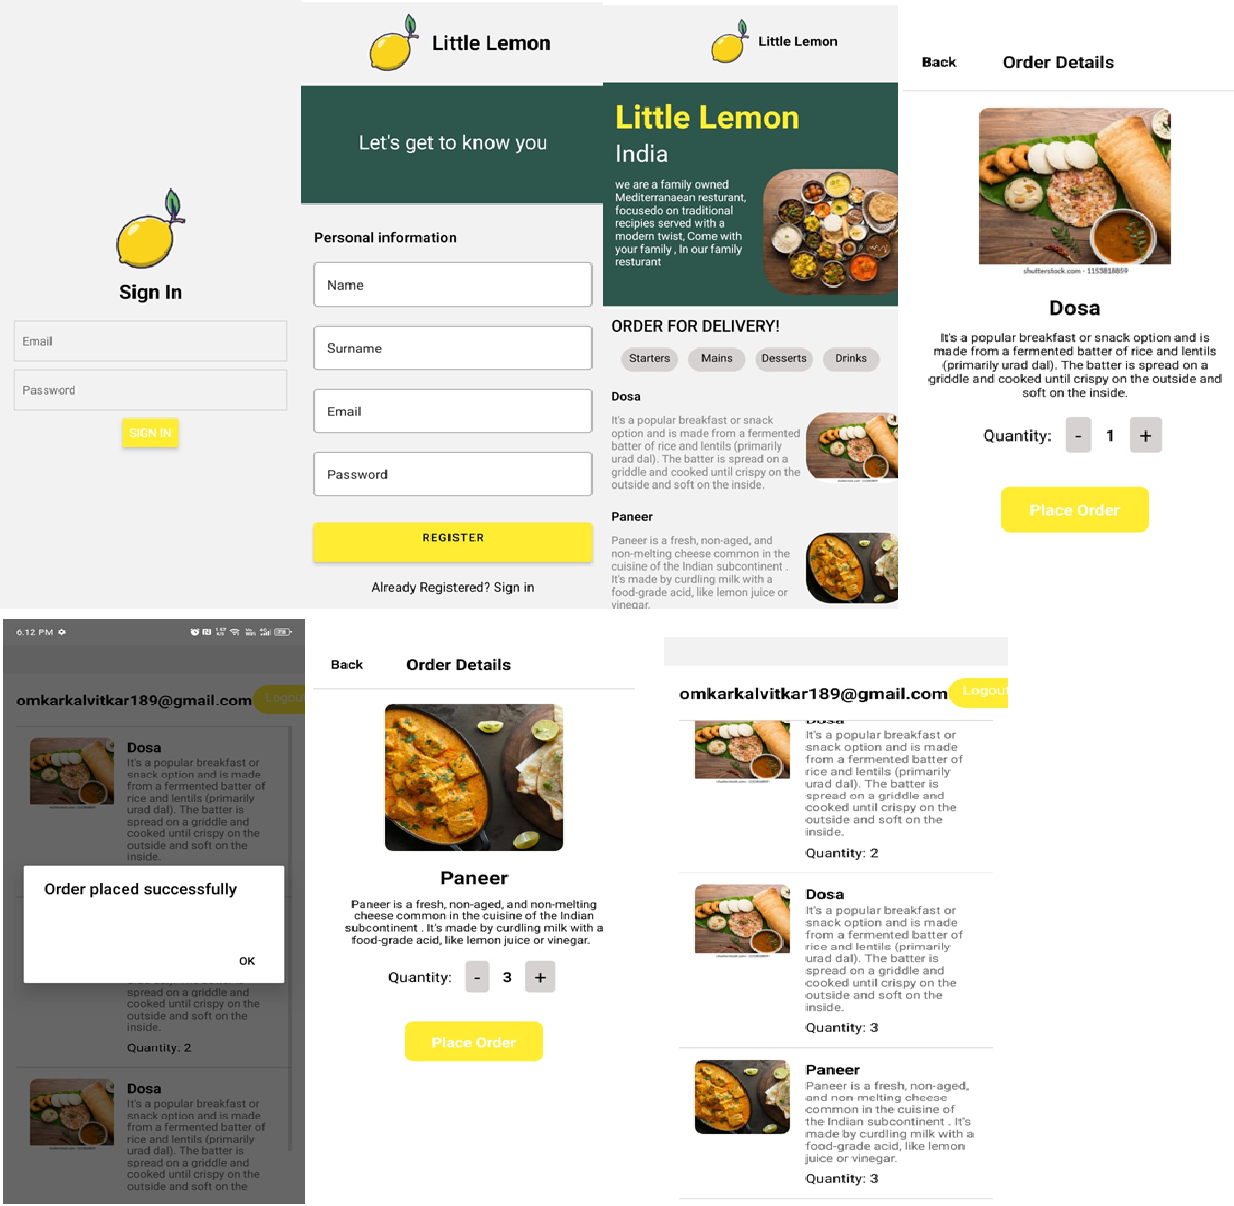 Sign In
Email
Password
SIGN IN
Little Lemon
Let's get to know you
Personal information
Name
Surname
Email
Password
REGISTER
Already Registered? Sign in
Little Lemon
Little Lemon
India
we are a family owned
Mediterranaean resturant,
focusedo on traditional
recipies served with a
modern twist, Come with
your family , In our family
resturant
ORDER FOR DELIVERY!
Starters Mains Desserts Drinks
Dosa
It's a popular breakfast or snack
option and is made from a fermented
batter of rice and lentils (primarily
urad dal). The batter is spread on a
griddle and cooked until crispy on the
outside and soft on the inside.
Paneer
Paneer is a fresh, non-aged, and
non-melting cheese common in the
cuisine of the Indian subcontinent .
It's made by curdling milk with a
food-grade acid, like lemon juice or
vinegar.
Back Order Details
shutterstock.com · 1153818859
Dosa
It's a popular breakfast or snack option and is
made from a fermented batter of rice and lentils
(primarily urad dal). The batter is spread on a
griddle and cooked until crispy on the outside and
soft on the inside.
Quantity: - 1 +
Place Order
6:12 PM
omkarkalvitkar189@gmail.com Logout
Dosa
It's a popular breakfast or
snack option and is made
from a fermented batter of
rice and lentils (primarily
urad dal). The batter is
spread on a griddle and
cooked until crispy on the
outside and soft on the
inside.
Order placed successfully
OK
spread on a griddle and
cooked until crispy on the
outside and soft on the
inside.
Quantity: 2
Dosa
It's a popular breakfast or
snack option and is made
from a fermented batter of
rice and lentils (primarily
urad dal). The batter is
spread on a griddle and
cooked until crispy on the
outside and soft on the
Back Order Details
Paneer
Paneer is a fresh, non-aged, and non-melting
cheese common in the cuisine of the Indian
subcontinent . It's made by curdling milk with a
food-grade acid, like lemon juice or vinegar.
Quantity: - 3 +
Place Order
omkarkalvitkar189@gmail.com Logout
Dosa
It's a popular breakfast or
snack option and is made
from a fermented batter of
rice and lentils (primarily
urad dal). The batter is
spread on a griddle and
cooked until crispy on the
outside and soft on the
inside.
Quantity: 2
Dosa
It's a popular breakfast or
snack option and is made
from a fermented batter of
rice and lentils (primarily
urad dal). The batter is
spread on a griddle and
cooked until crispy on the
outside and soft on the
inside.
Quantity: 3
Paneer
Paneer is a fresh, non-aged,
and non-melting cheese
common in the cuisine of
the Indian subcontinent . It's
made by curdling milk with a
food-grade acid, like lemon
juice or vinegar.
Quantity: 3